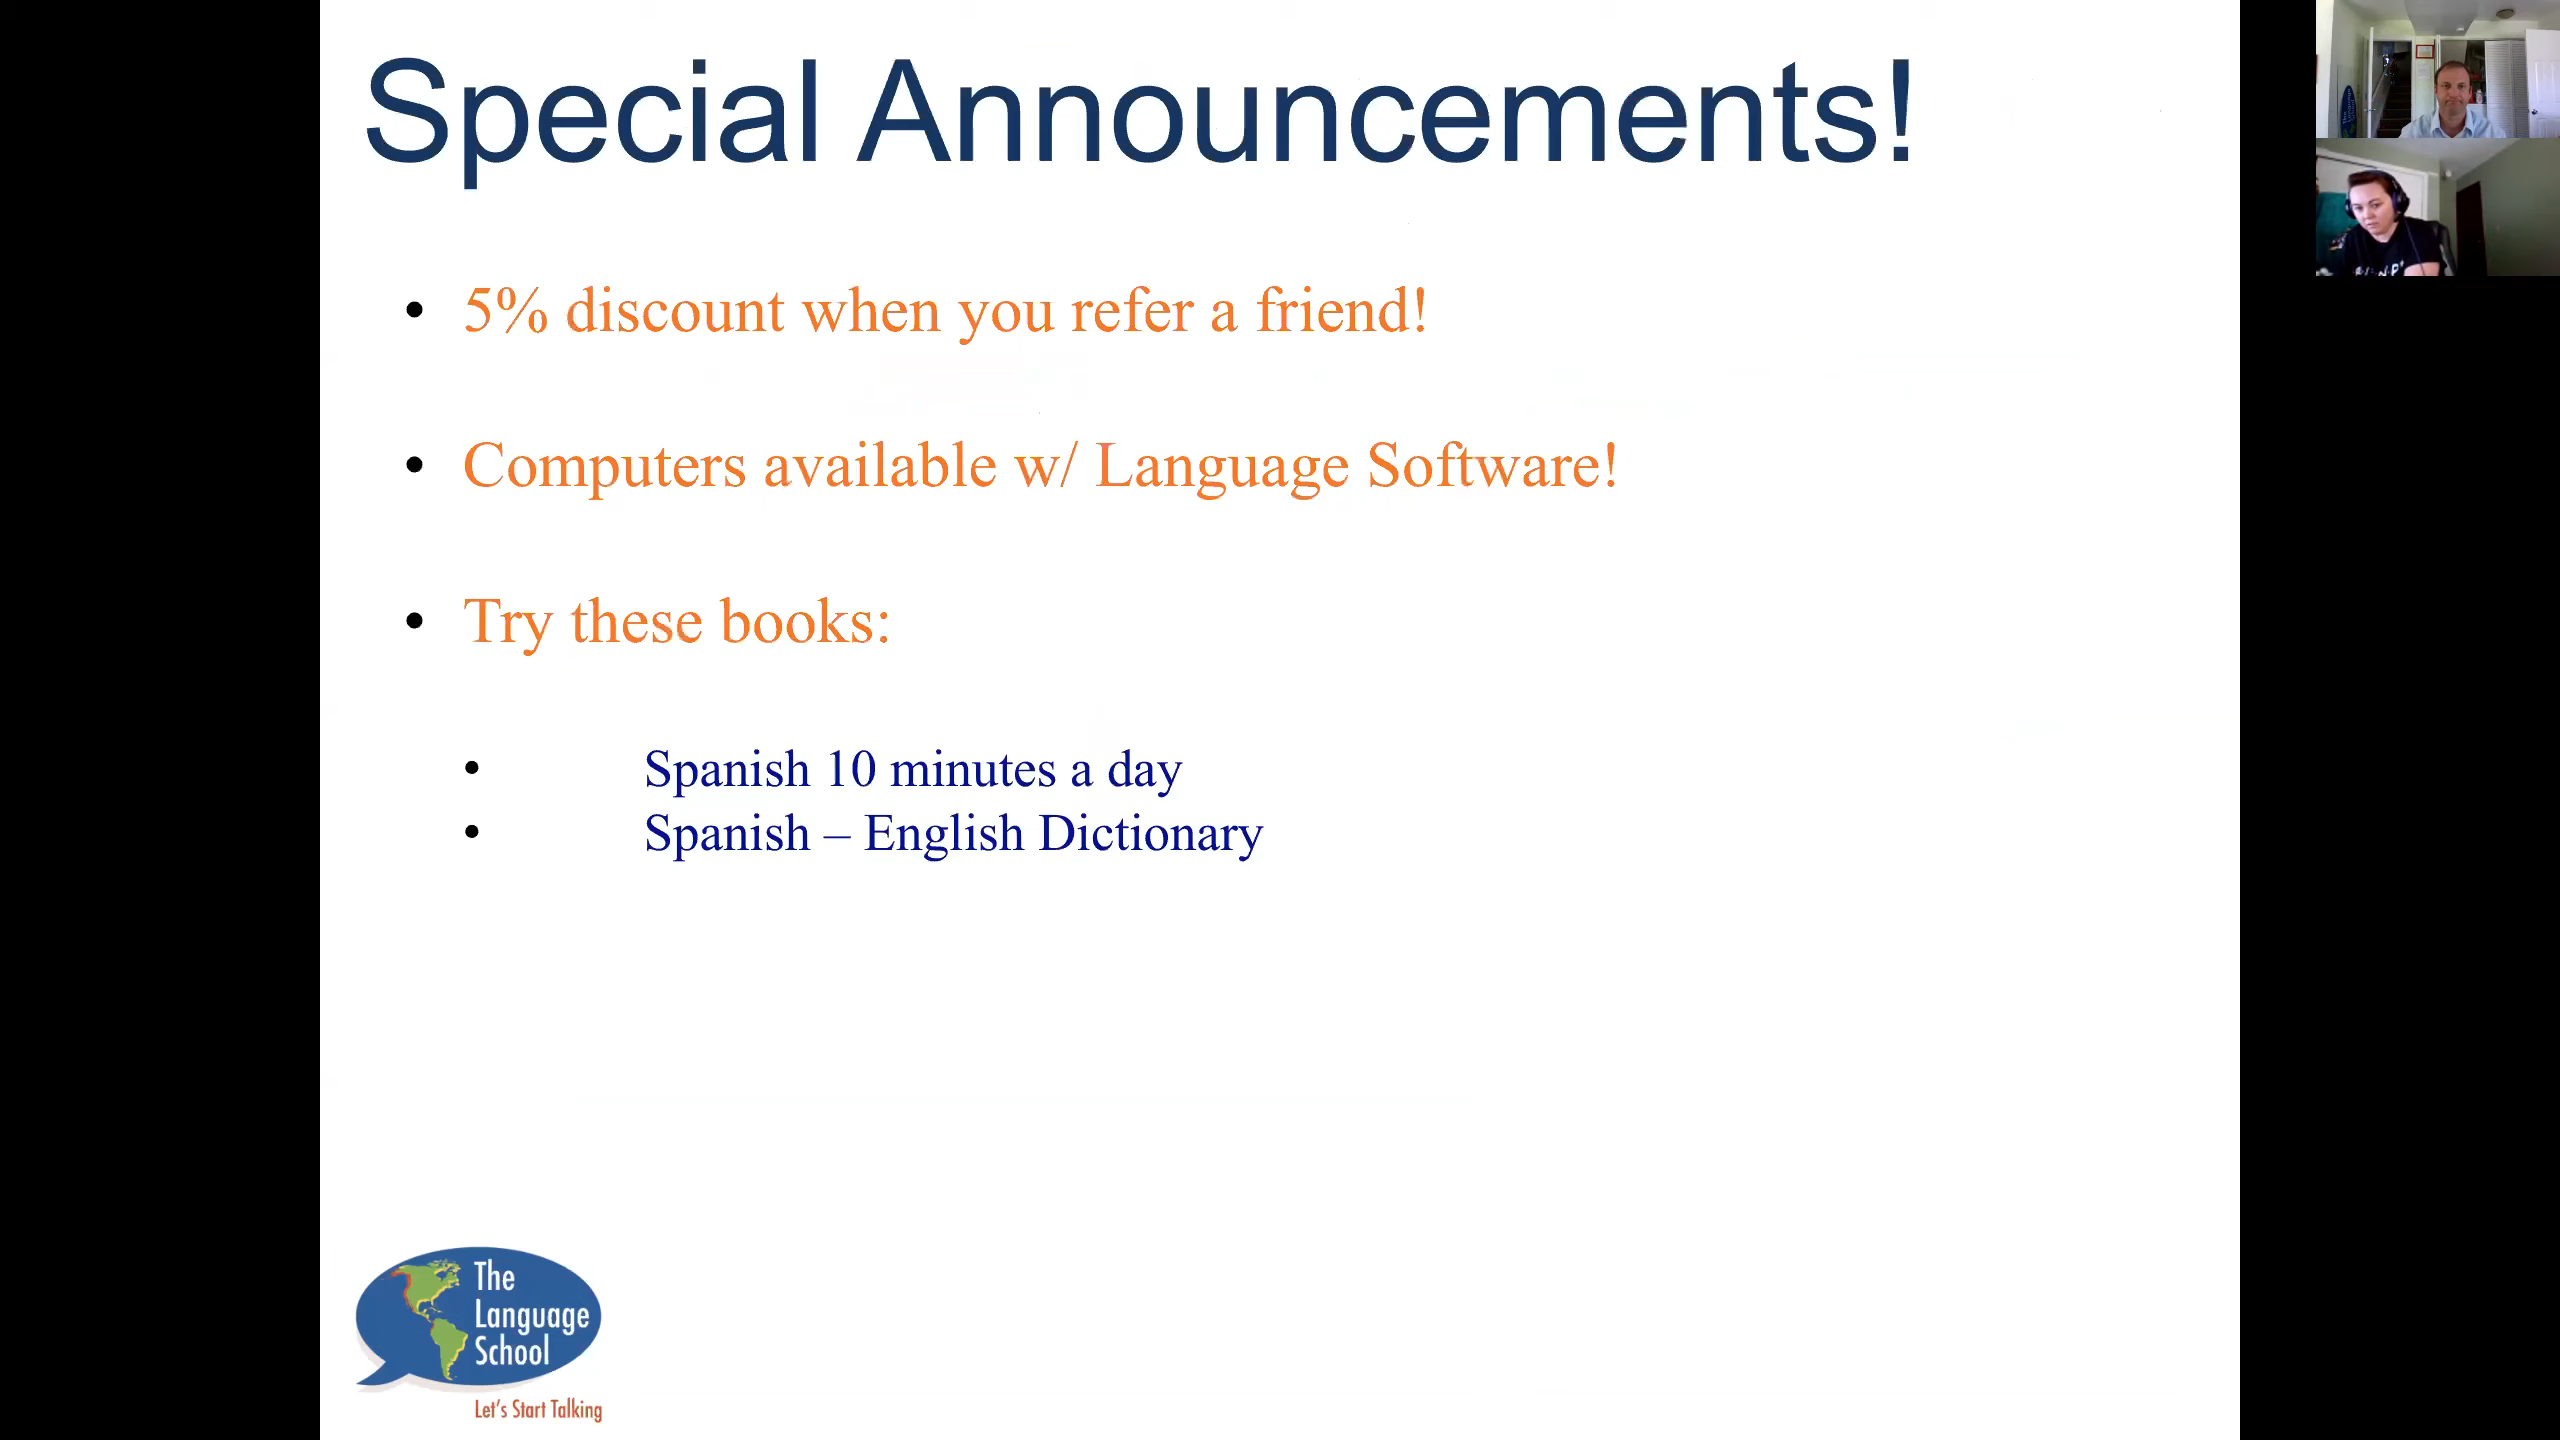 Special Announcements!
• 5% discount when you refer a friend!
• Computers available w/ Language Software!
• Try these books:
• Spanish 10 minutes a day
• Spanish – English Dictionary
The
Language
School
Let's Start Talking